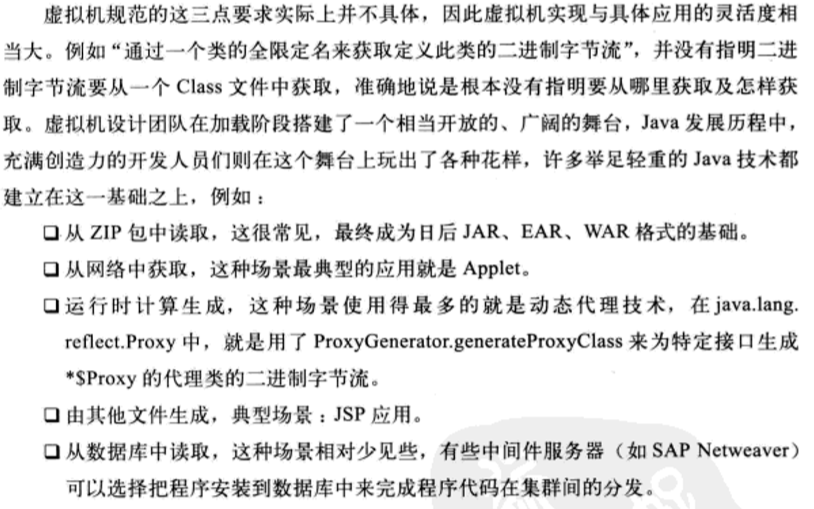 虚拟机规范的这三点要求实际上并不具体，因此虚拟机实现与具体应用的灵活度相
当大。例如“通过一个类的全限定名来获取定义此类的二进制字节流”，并没有指明二进
制字节流要从一个 Class 文件中获取，准确地说是根本没有指明要从哪里获取及怎样获
取。虚拟机设计团队在加载阶段搭建了一个相当开放的、广阔的舞台，Java 发展历程中，
充满创造力的开发人员们则在这个舞台上玩出了各种花样，许多举足轻重的 Java 技术都
建立在这一基础之上，例如：
❑ 从 ZIP 包中读取，这很常见，最终成为日后 JAR、EAR、WAR 格式的基础。
❑ 从网络中获取，这种场景最典型的应用就是 Applet。
❑ 运行时计算生成，这种场景使用得最多的就是动态代理技术，在 java.lang.
reflect.Proxy 中，就是用了 ProxyGenerator.generateProxyClass 来为特定接口生成
*$Proxy 的代理类的二进制字节流。
❑ 由其他文件生成，典型场景：JSP 应用。
❑ 从数据库中读取，这种场景相对少见些，有些中间件服务器（如 SAP Netweaver）
可以选择把程序安装到数据库中来完成程序代码在集群间的分发。